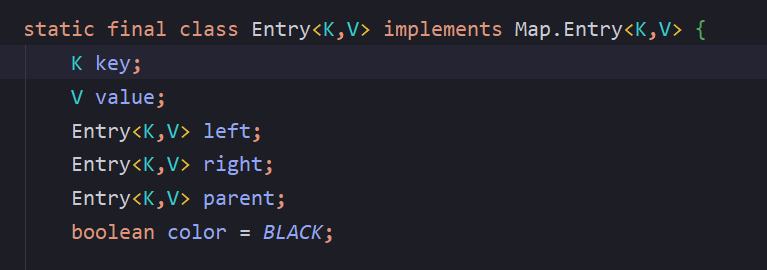 static final class Entry<K,V> implements Map.Entry<K,V> {
K key;
V value;
Entry<K,V> left;
Entry<K,V> right;
Entry<K,V> parent;
boolean color = BLACK;